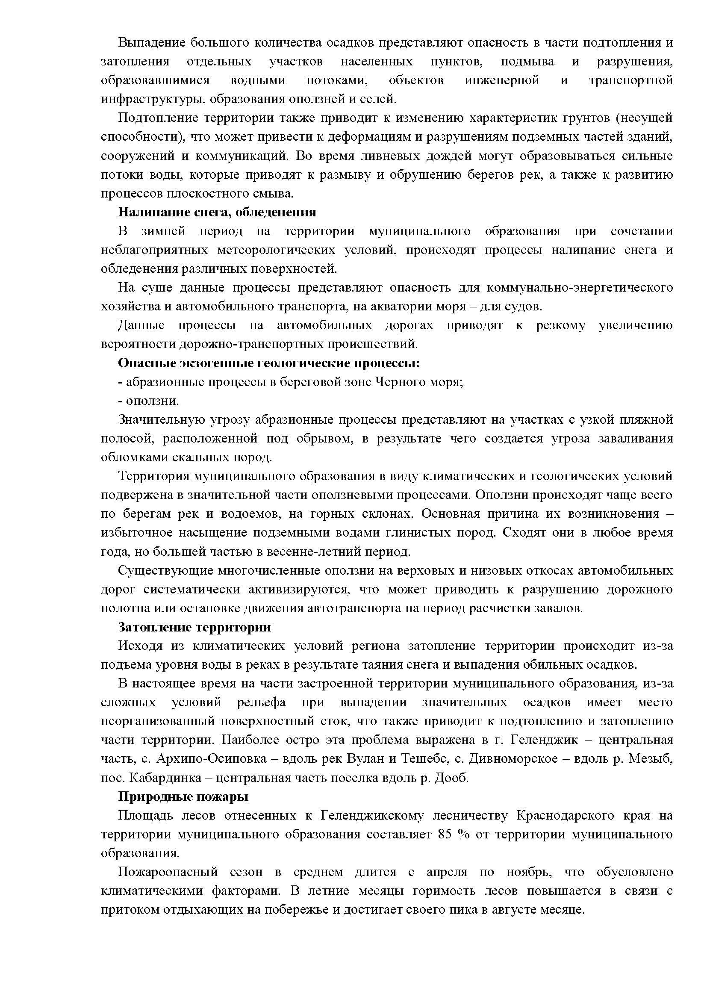 Выпадение большого количества осадков представляют опасность в части подтопления и
затопления отдельных участков населенных пунктов, подмыва и разрушения,
образовавшимися водными потоками, объектов инженерной и транспортной
инфраструктуры, образования оползней и селей.
Подтопление территории также приводит к изменению характеристик грунтов (несущей
способности), что может привести к деформациям и разрушениям подземных частей зданий,
сооружений и коммуникаций. Во время ливневых дождей могут образовываться сильные
потоки воды, которые приводят к размыву и обрушению берегов рек, а также к развитию
процессов плоскостного смыва.
Налипание снега, обледенения
В зимней период на территории муниципального образования при сочетании
неблагоприятных метеорологических условий, происходят процессы налипание снега и
обледенения различных поверхностей.
На суше данные процессы представляют опасность для коммунально-энергетического
хозяйства и автомобильного транспорта, на акватории моря – для судов.
Данные процессы на автомобильных дорогах приводят к резкому увеличению
вероятности дорожно-транспортных происшествий.
Опасные экзогенные геологические процессы:
- абразионные процессы в береговой зоне Черного моря;
- оползни.
Значительную угрозу абразионные процессы представляют на участках с узкой пляжной
полосой, расположенной под обрывом, в результате чего создается угроза заваливания
обломками скальных пород.
Территория муниципального образования в виду климатических и геологических условий
подвержена в значительной части оползневыми процессами. Оползни происходят чаще всего
по берегам рек и водоемов, на горных склонах. Основная причина их возникновения –
избыточное насыщение подземными водами глинистых пород. Сходят они в любое время
года, но большей частью в весенне-летний период.
Существующие многочисленные оползни на верховых и низовых откосах автомобильных
дорог систематически активизируются, что может приводить к разрушению дорожного
полотна или остановке движения автотранспорта на период расчистки завалов.
Затопление территории
Исходя из климатических условий региона затопление территории происходит из-за
подъема уровня воды в реках в результате таяния снега и выпадения обильных осадков.
В настоящее время на части застроенной территории муниципального образования, из-за
сложных условий рельефа при выпадении значительных осадков имеет место
неорганизованный поверхностный сток, что также приводит к подтоплению и затоплению
части территории. Наиболее остро эта проблема выражена в г. Геленджик – центральная
часть, с. Архипо-Осиповка – вдоль рек Вулан и Тешебс, с. Дивноморское – вдоль р. Мезыб,
пос. Кабардинка – центральная часть поселка вдоль р. Дооб.
Природные пожары
Площадь лесов отнесенных к Геленджикскому лесничеству Краснодарского края на
территории муниципального образования составляет 85 % от территории муниципального
образования.
Пожароопасный сезон в среднем длится с апреля по ноябрь, что обусловлено
климатическими факторами. В летние месяцы горимость лесов повышается в связи с
притоком отдыхающих на побережье и достигает своего пика в августе месяце.